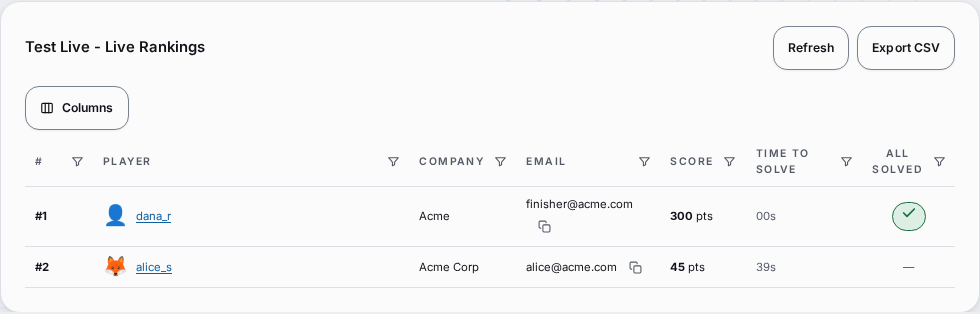 Test Live - Live Rankings
Refresh
Export CSV
Columns
# PLAYER COMPANY EMAIL SCORE TIME TO SOLVE ALL SOLVED
#1 dana_r Acme finisher@acme.com 300 pts 00s
#2 alice_s Acme Corp alice@acme.com 45 pts 39s —